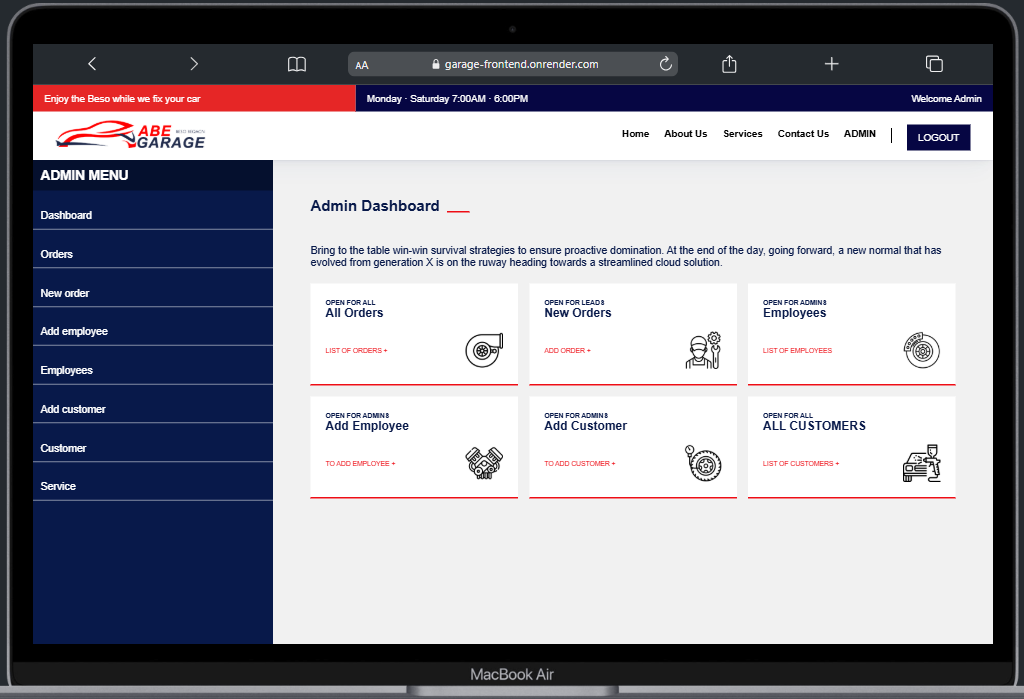 AA garage-frontend.onrender.com
Enjoy the Beso while we fix your car
Monday - Saturday 7:00AM - 6:00PM
Welcome Admin
ABE
GARAGE
Home About Us Services Contact Us ADMIN LOGOUT
ADMIN MENU
Dashboard
Orders
New order
Add employee
Employees
Add customer
Customer
Service
Admin Dashboard
Bring to the table win-win survival strategies to ensure proactive domination. At the end of the day, going forward, a new normal that has
evolved from generation X is on the ruway heading towards a streamlined cloud solution.
OPEN FOR ALL
All Orders
LIST OF ORDERS +
OPEN FOR LEADS
New Orders
ADD ORDER +
OPEN FOR ADMINS
Employees
LIST OF EMPLOYEES
OPEN FOR ADMINS
Add Employee
TO ADD EMPLOYEE +
OPEN FOR ADMINS
Add Customer
TO ADD CUSTOMER +
OPEN FOR ALL
ALL CUSTOMERS
LIST OF CUSTOMERS +
MacBook Air